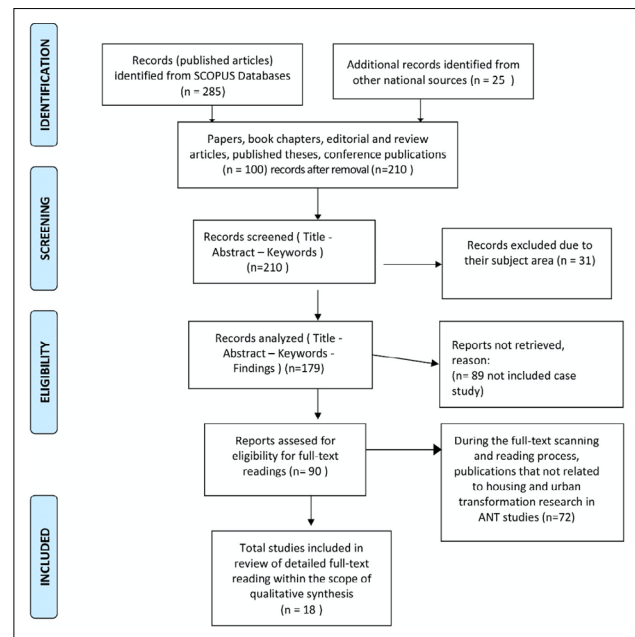 IDENTIFICATION
Records (published articles)
identified from SCOPUS Databases
(n = 285)
Additional records identified from
other national sources (n = 25 )
Papers, book chapters, editorial and review
articles, published theses, conference publications
(n = 100) records after removal (n=210 )
SCREENING
Records screened ( Title -
Abstract – Keywords )
(n=210 )
Records excluded due to
their subject area (n = 31)
ELIGIBILITY
Records analyzed ( Title -
Abstract – Keywords -
Findings ) (n=179)
Reports not retrieved,
reason:
(n= 89 not included case
study)
Reports assesed for
eligibility for full-text
readings (n= 90 )
During the full-text scanning
and reading process,
publications that not related
to housing and urban
transformation research in
ANT studies (n=72)
INCLUDED
Total studies included in
review of detailed full-text
reading within the scope of
qualitative synthesis
(n = 18 )